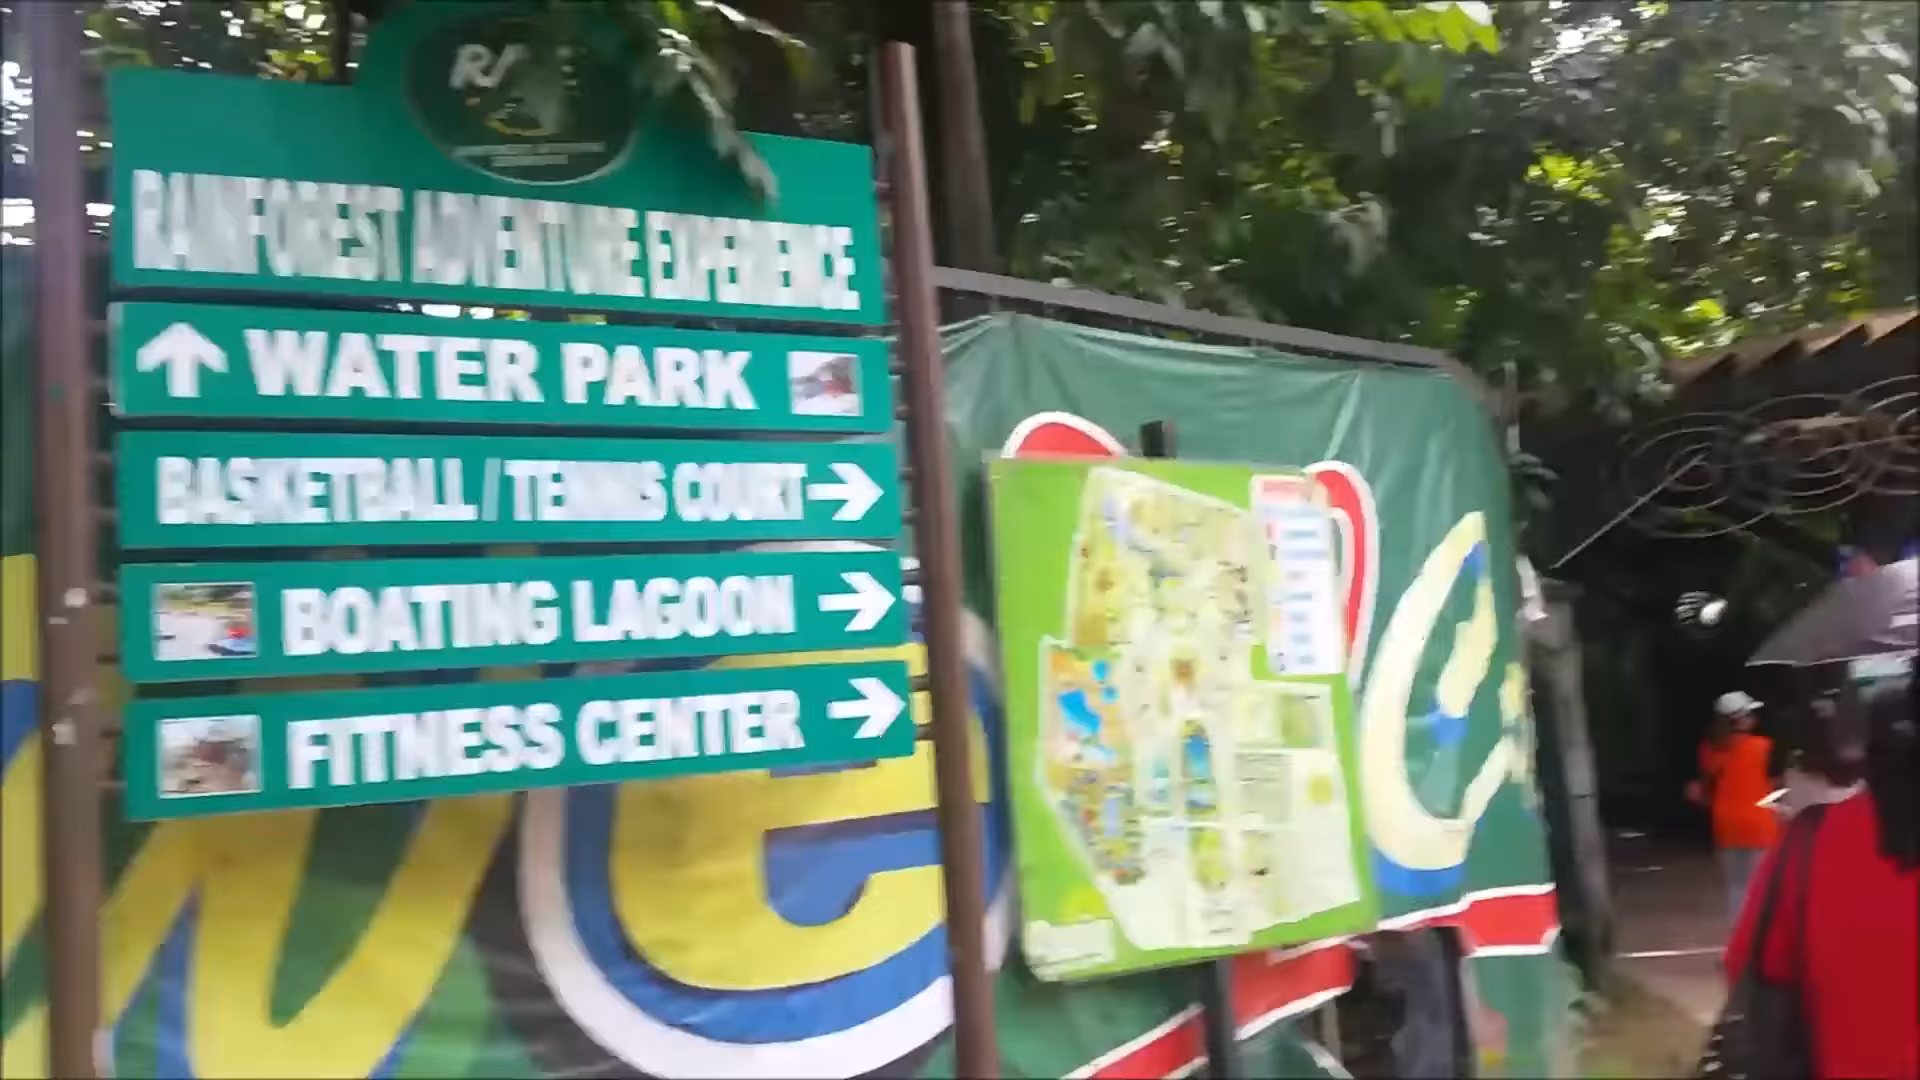 RAINFOREST ADVENTURE EXPERIENCE
WATER PARK
BASKETBALL / TENNIS COURT
BOATING LAGOON
FITNESS CENTER